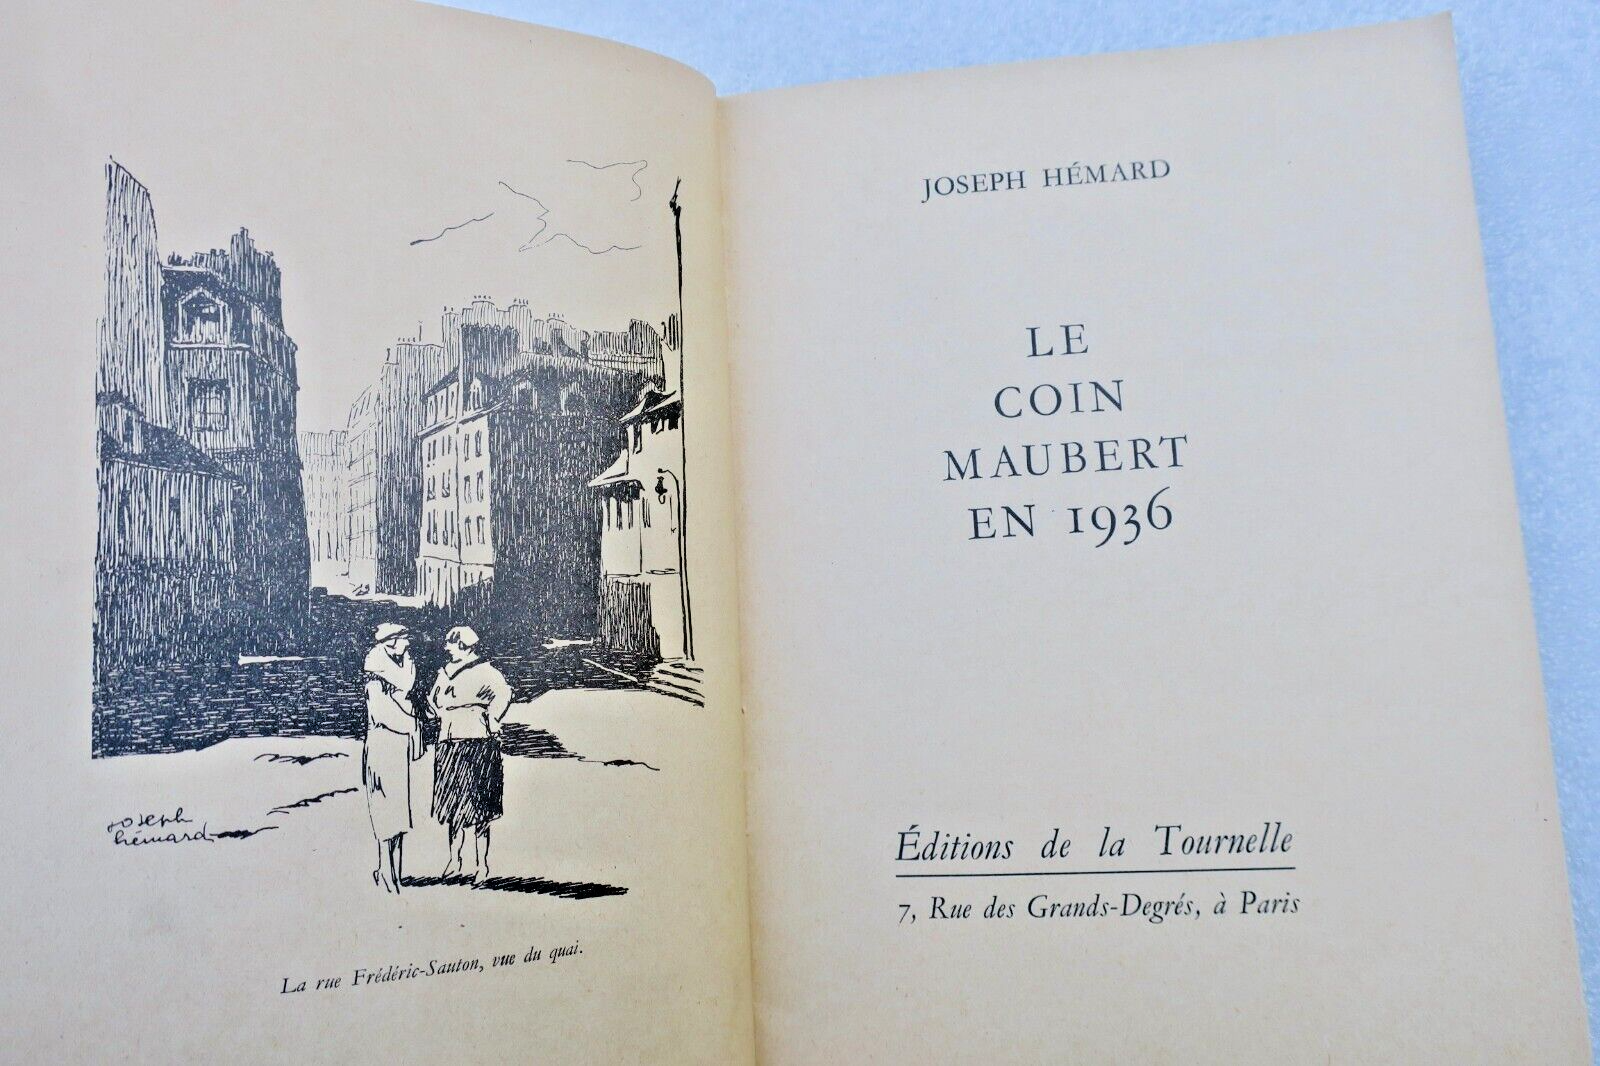 Joseph
hémard
La rue Frédéric-Sauton, vue du quai.
JOSEPH HÉMARD
LE
COIN
MAUBERT
EN 1936
Éditions de la Tournelle
7, Rue des Grands-Degrés, à Paris